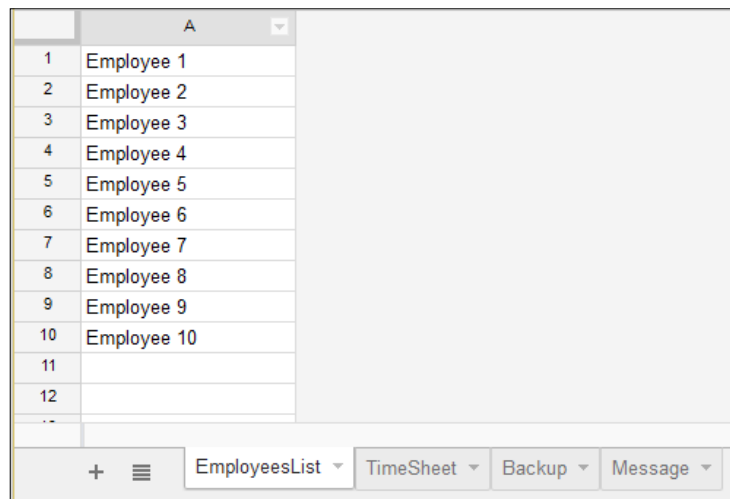 A
1 Employee 1
2 Employee 2
3 Employee 3
4 Employee 4
5 Employee 5
6 Employee 6
7 Employee 7
8 Employee 8
9 Employee 9
10 Employee 10
11
12
EmployeesList TimeSheet Backup Message